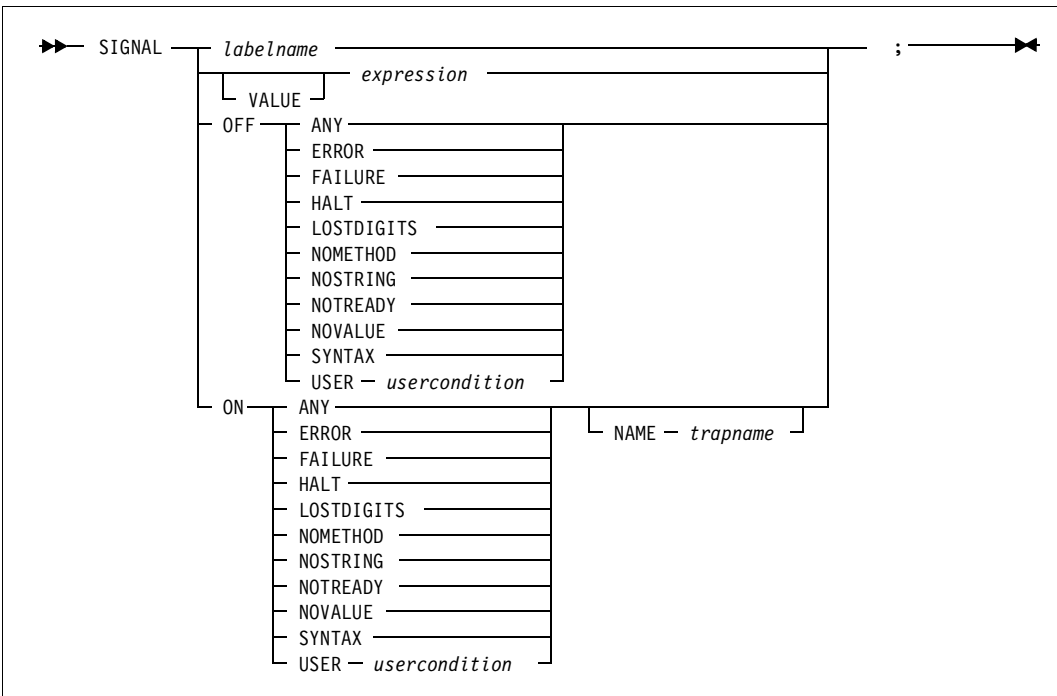 SIGNAL labelname ;
VALUE expression
OFF ANY
ERROR
FAILURE
HALT
LOSTDIGITS
NOMETHOD
NOSTRING
NOTREADY
NOVALUE
SYNTAX
USER usercondition
ON ANY
NAME trapname
ERROR
FAILURE
HALT
LOSTDIGITS
NOMETHOD
NOSTRING
NOTREADY
NOVALUE
SYNTAX
USER usercondition